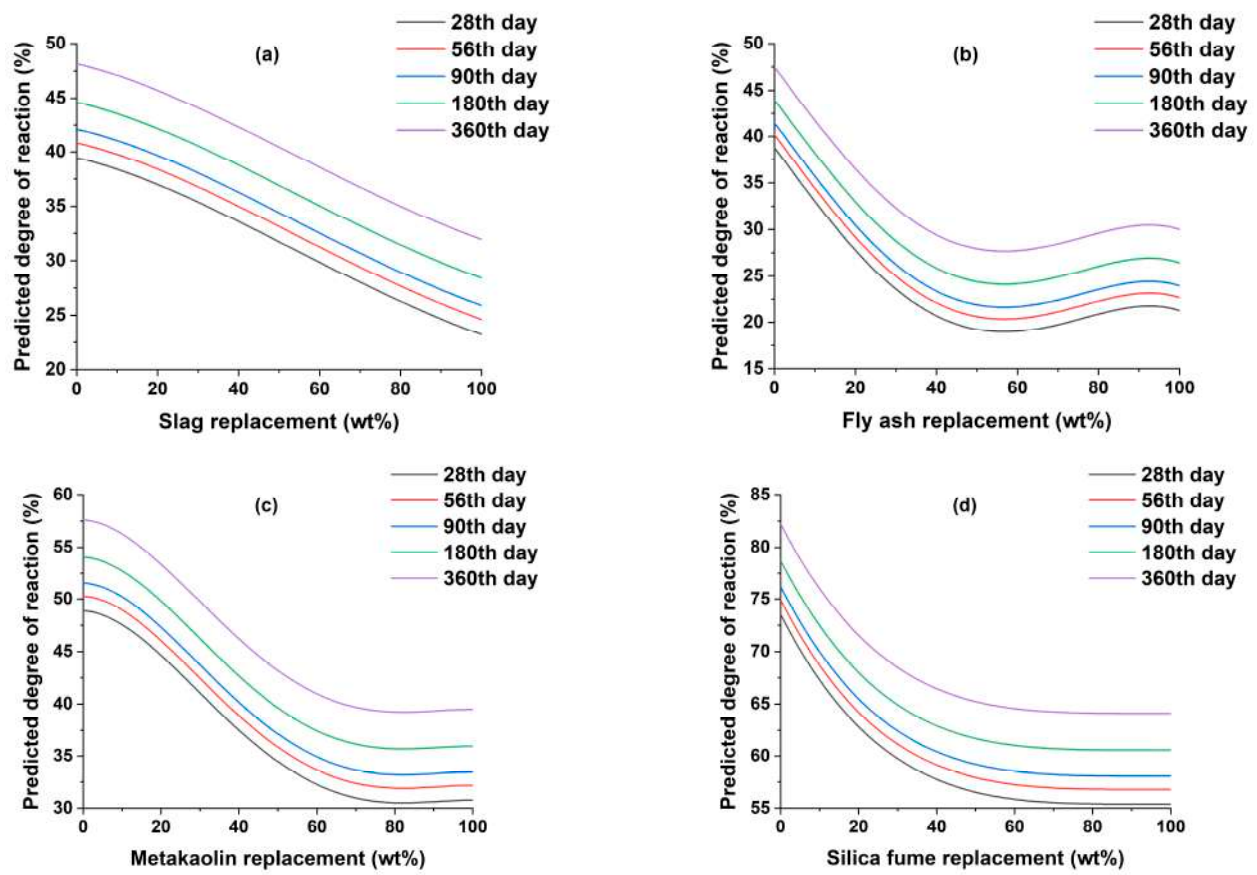 28th day
56th day
90th day
180th day
360th day
(a)
Predicted degree of reaction (%)
50
45
40
35
30
25
20
0 20 40 60 80 100
Slag replacement (wt%)
28th day
56th day
90th day
180th day
360th day
(b)
Predicted degree of reaction (%)
50
45
40
35
30
25
20
15
0 20 40 60 80 100
Fly ash replacement (wt%)
28th day
56th day
90th day
180th day
360th day
(c)
Predicted degree of reaction (%)
60
55
50
45
40
35
30
0 20 40 60 80 100
Metakaolin replacement (wt%)
28th day
56th day
90th day
180th day
360th day
(d)
Predicted degree of reaction (%)
85
80
75
70
65
60
55
0 20 40 60 80 100
Silica fume replacement (wt%)